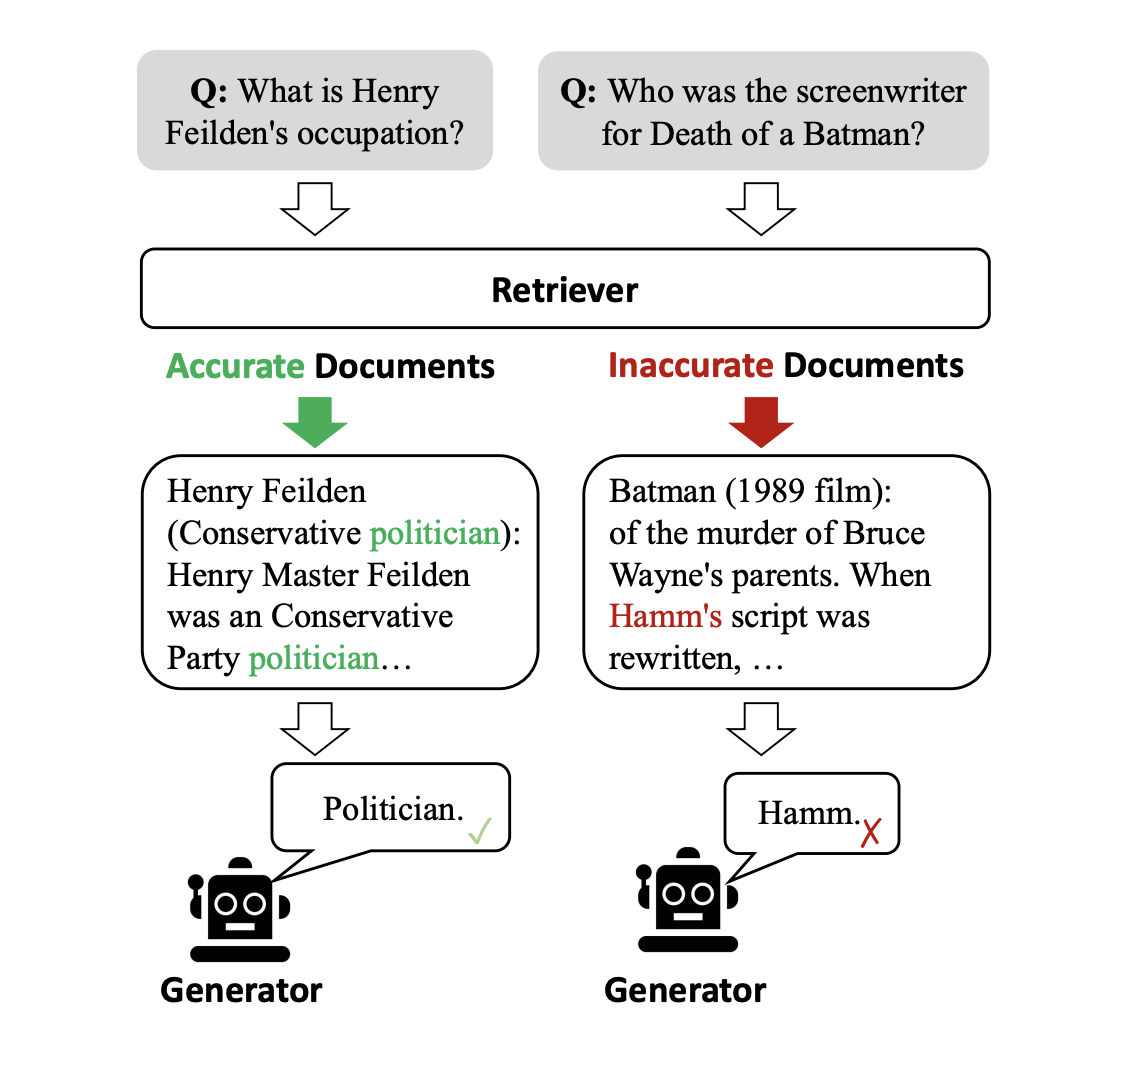 Q: What is Henry
Feilden's occupation?
Q: Who was the screenwriter
for Death of a Batman?
Retriever
Accurate Documents
Inaccurate Documents
Henry Feilden
(Conservative politician):
Henry Master Feilden
was an Conservative
Party politician…
Batman (1989 film):
of the murder of Bruce
Wayne's parents. When
Hamm's script was
rewritten, …
Politician.
Hamm.
Generator
Generator